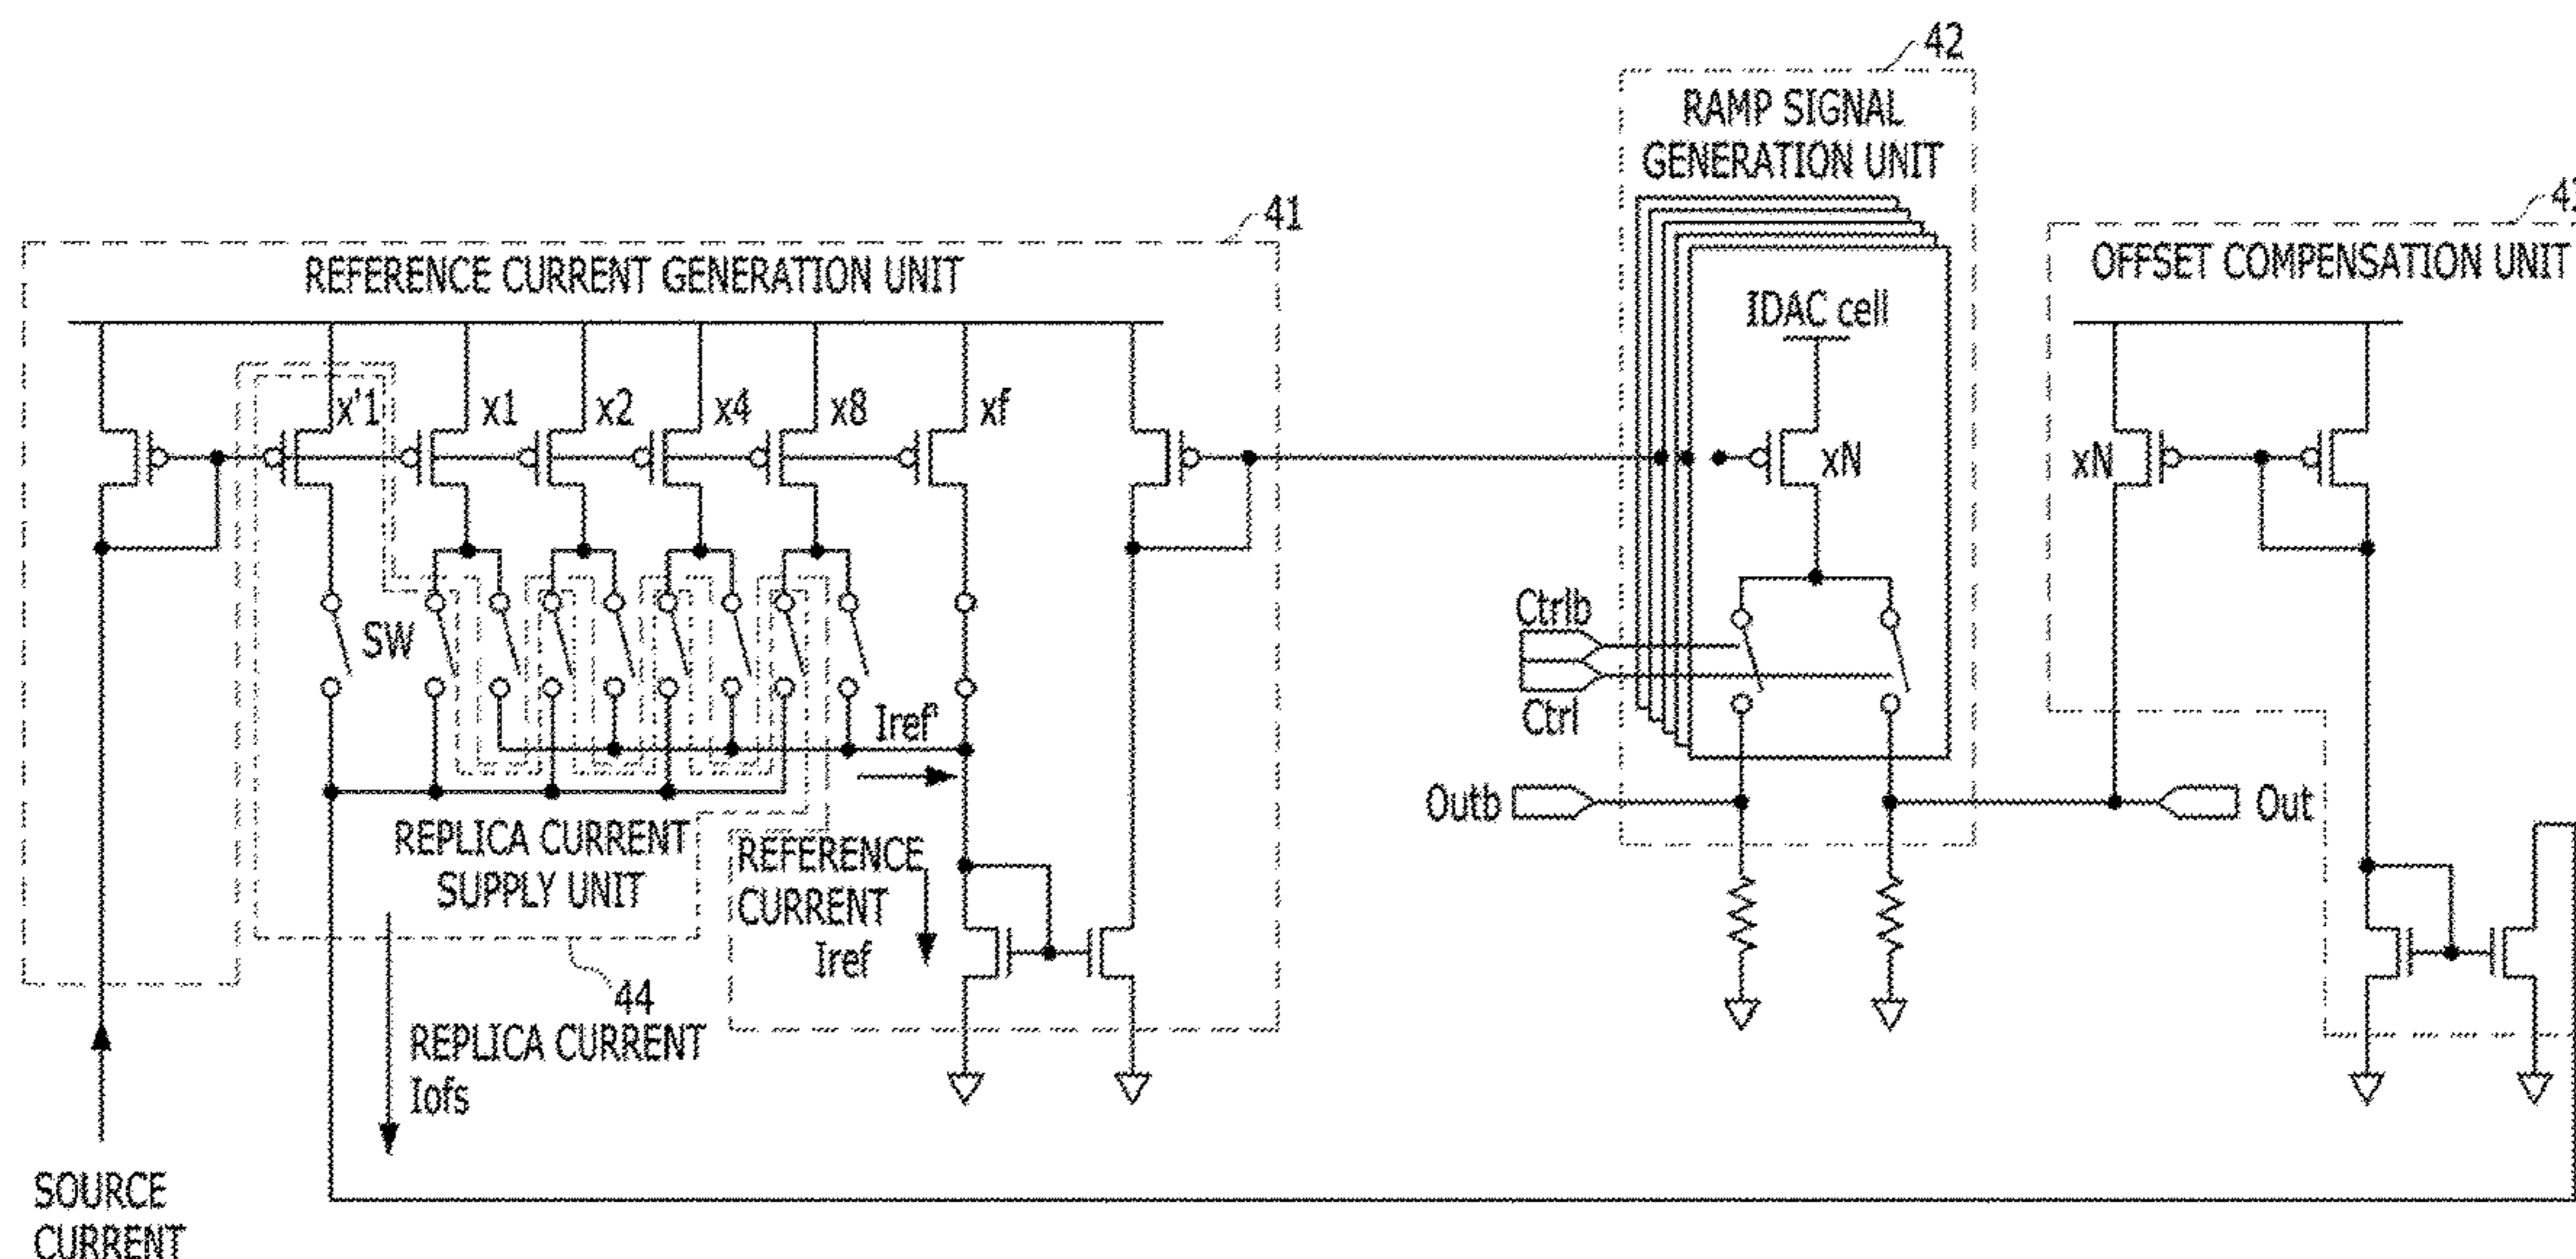 42
RAMP SIGNAL
GENERATION UNIT
41
REFERENCE CURRENT GENERATION UNIT
OFFSET COMPENSATION UNIT
IDAC cell
x'1
x1
x2
x4
x8
xf
xN
xN
SW
Ctrlb
Ctrl
Iref'
Outb
Out
REPLICA CURRENT
SUPPLY UNIT
REFERENCE
CURRENT
Iref
44
REPLICA CURRENT
Iofs
SOURCE
CURRENT